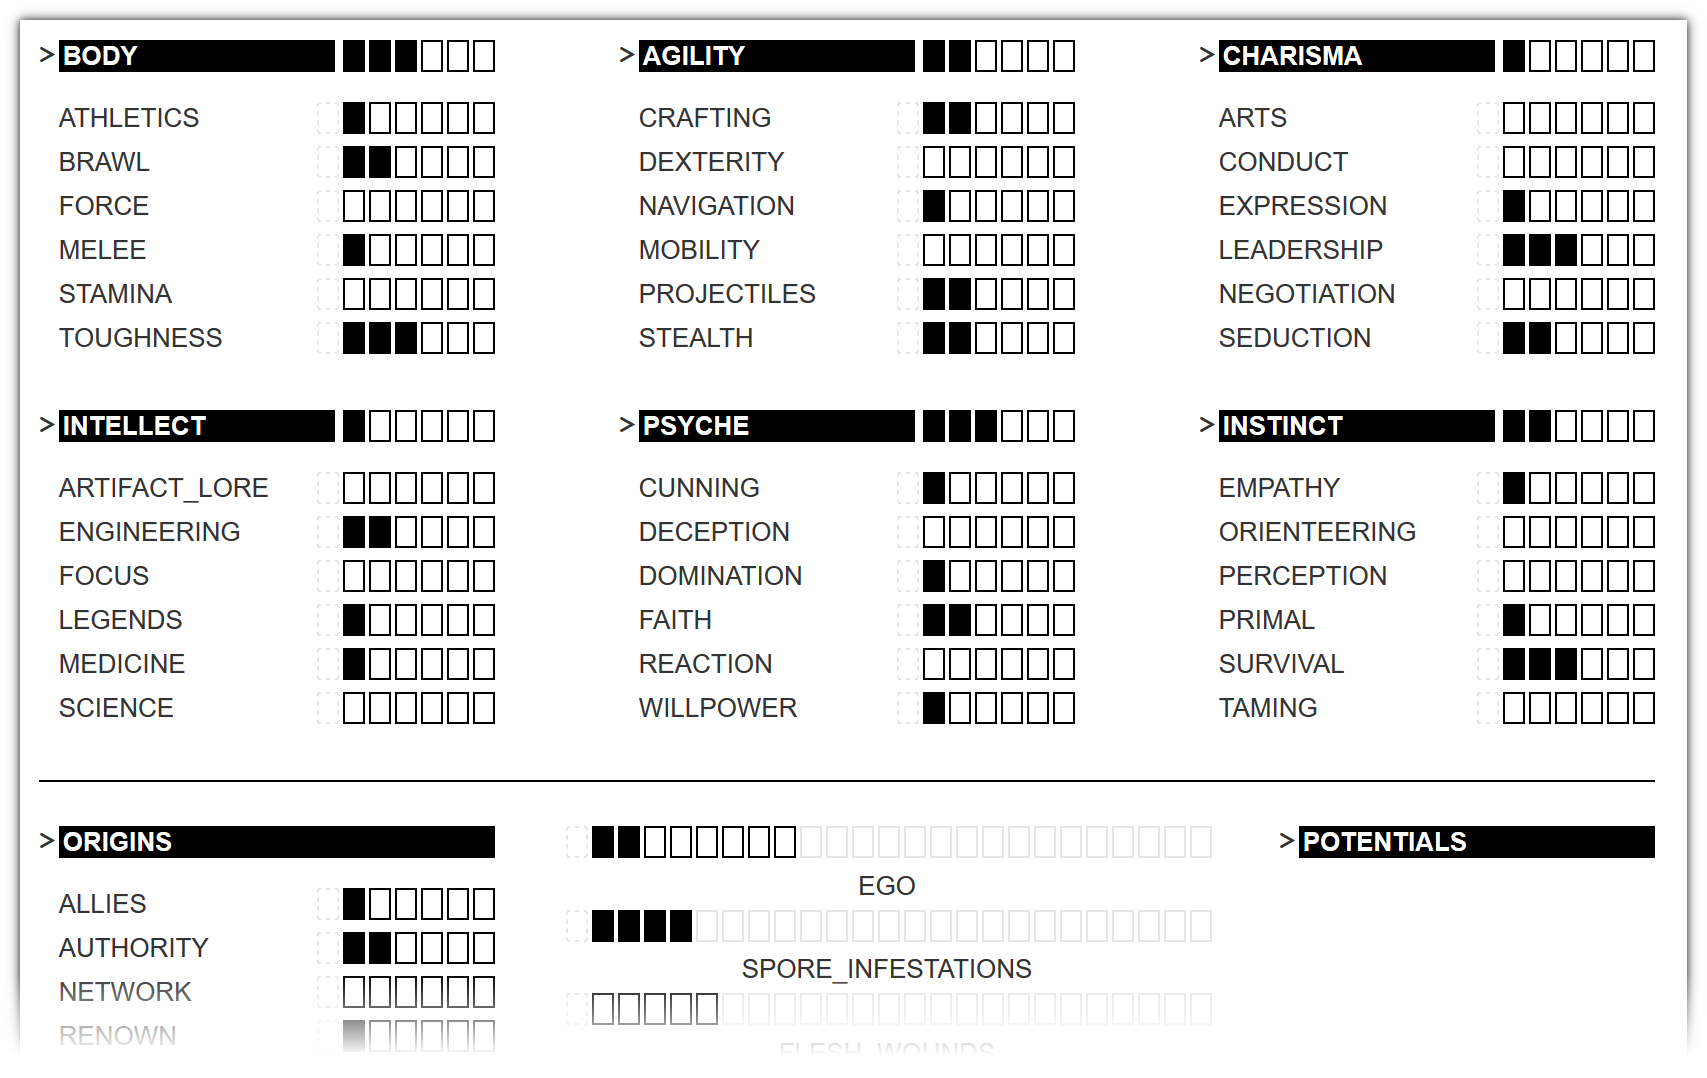 > BODY
ATHLETICS
BRAWL
FORCE
MELEE
STAMINA
TOUGHNESS
> AGILITY
CRAFTING
DEXTERITY
NAVIGATION
MOBILITY
PROJECTILES
STEALTH
> CHARISMA
ARTS
CONDUCT
EXPRESSION
LEADERSHIP
NEGOTIATION
SEDUCTION
> INTELLECT
ARTIFACT_LORE
ENGINEERING
FOCUS
LEGENDS
MEDICINE
SCIENCE
> PSYCHE
CUNNING
DECEPTION
DOMINATION
FAITH
REACTION
WILLPOWER
> INSTINCT
EMPATHY
ORIENTEERING
PERCEPTION
PRIMAL
SURVIVAL
TAMING
> ORIGINS
ALLIES
AUTHORITY
NETWORK
RENOWN
EGO
SPORE_INFESTATIONS
FLESH_WOUNDS
> POTENTIALS